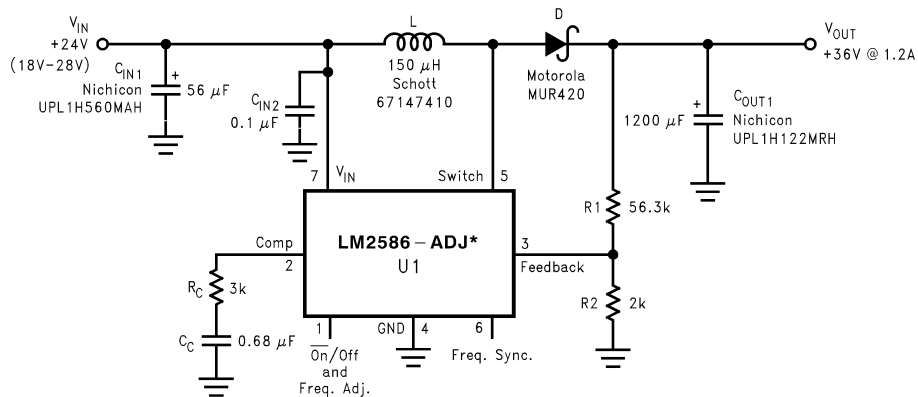 V_IN
+24V
(18V-28V)
C_IN1
+
Nichicon
UPL1H560MAH
56 μF
C_IN2
0.1 μF
L
150 μH
Schott
67147410
D
Motorola
MUR420
V_OUT
+36V @ 1.2A
+
1200 μF
C_OUT1
Nichicon
UPL1H122MRH
7
V_IN
Switch
5
R1
56.3k
LM2586-ADJ*
U1
Comp
2
3
Feedback
R_C
3k
R2
2k
C_C
0.68 μF
1
On/Off
and
Freq. Adj.
GND
4
6
Freq. Sync.